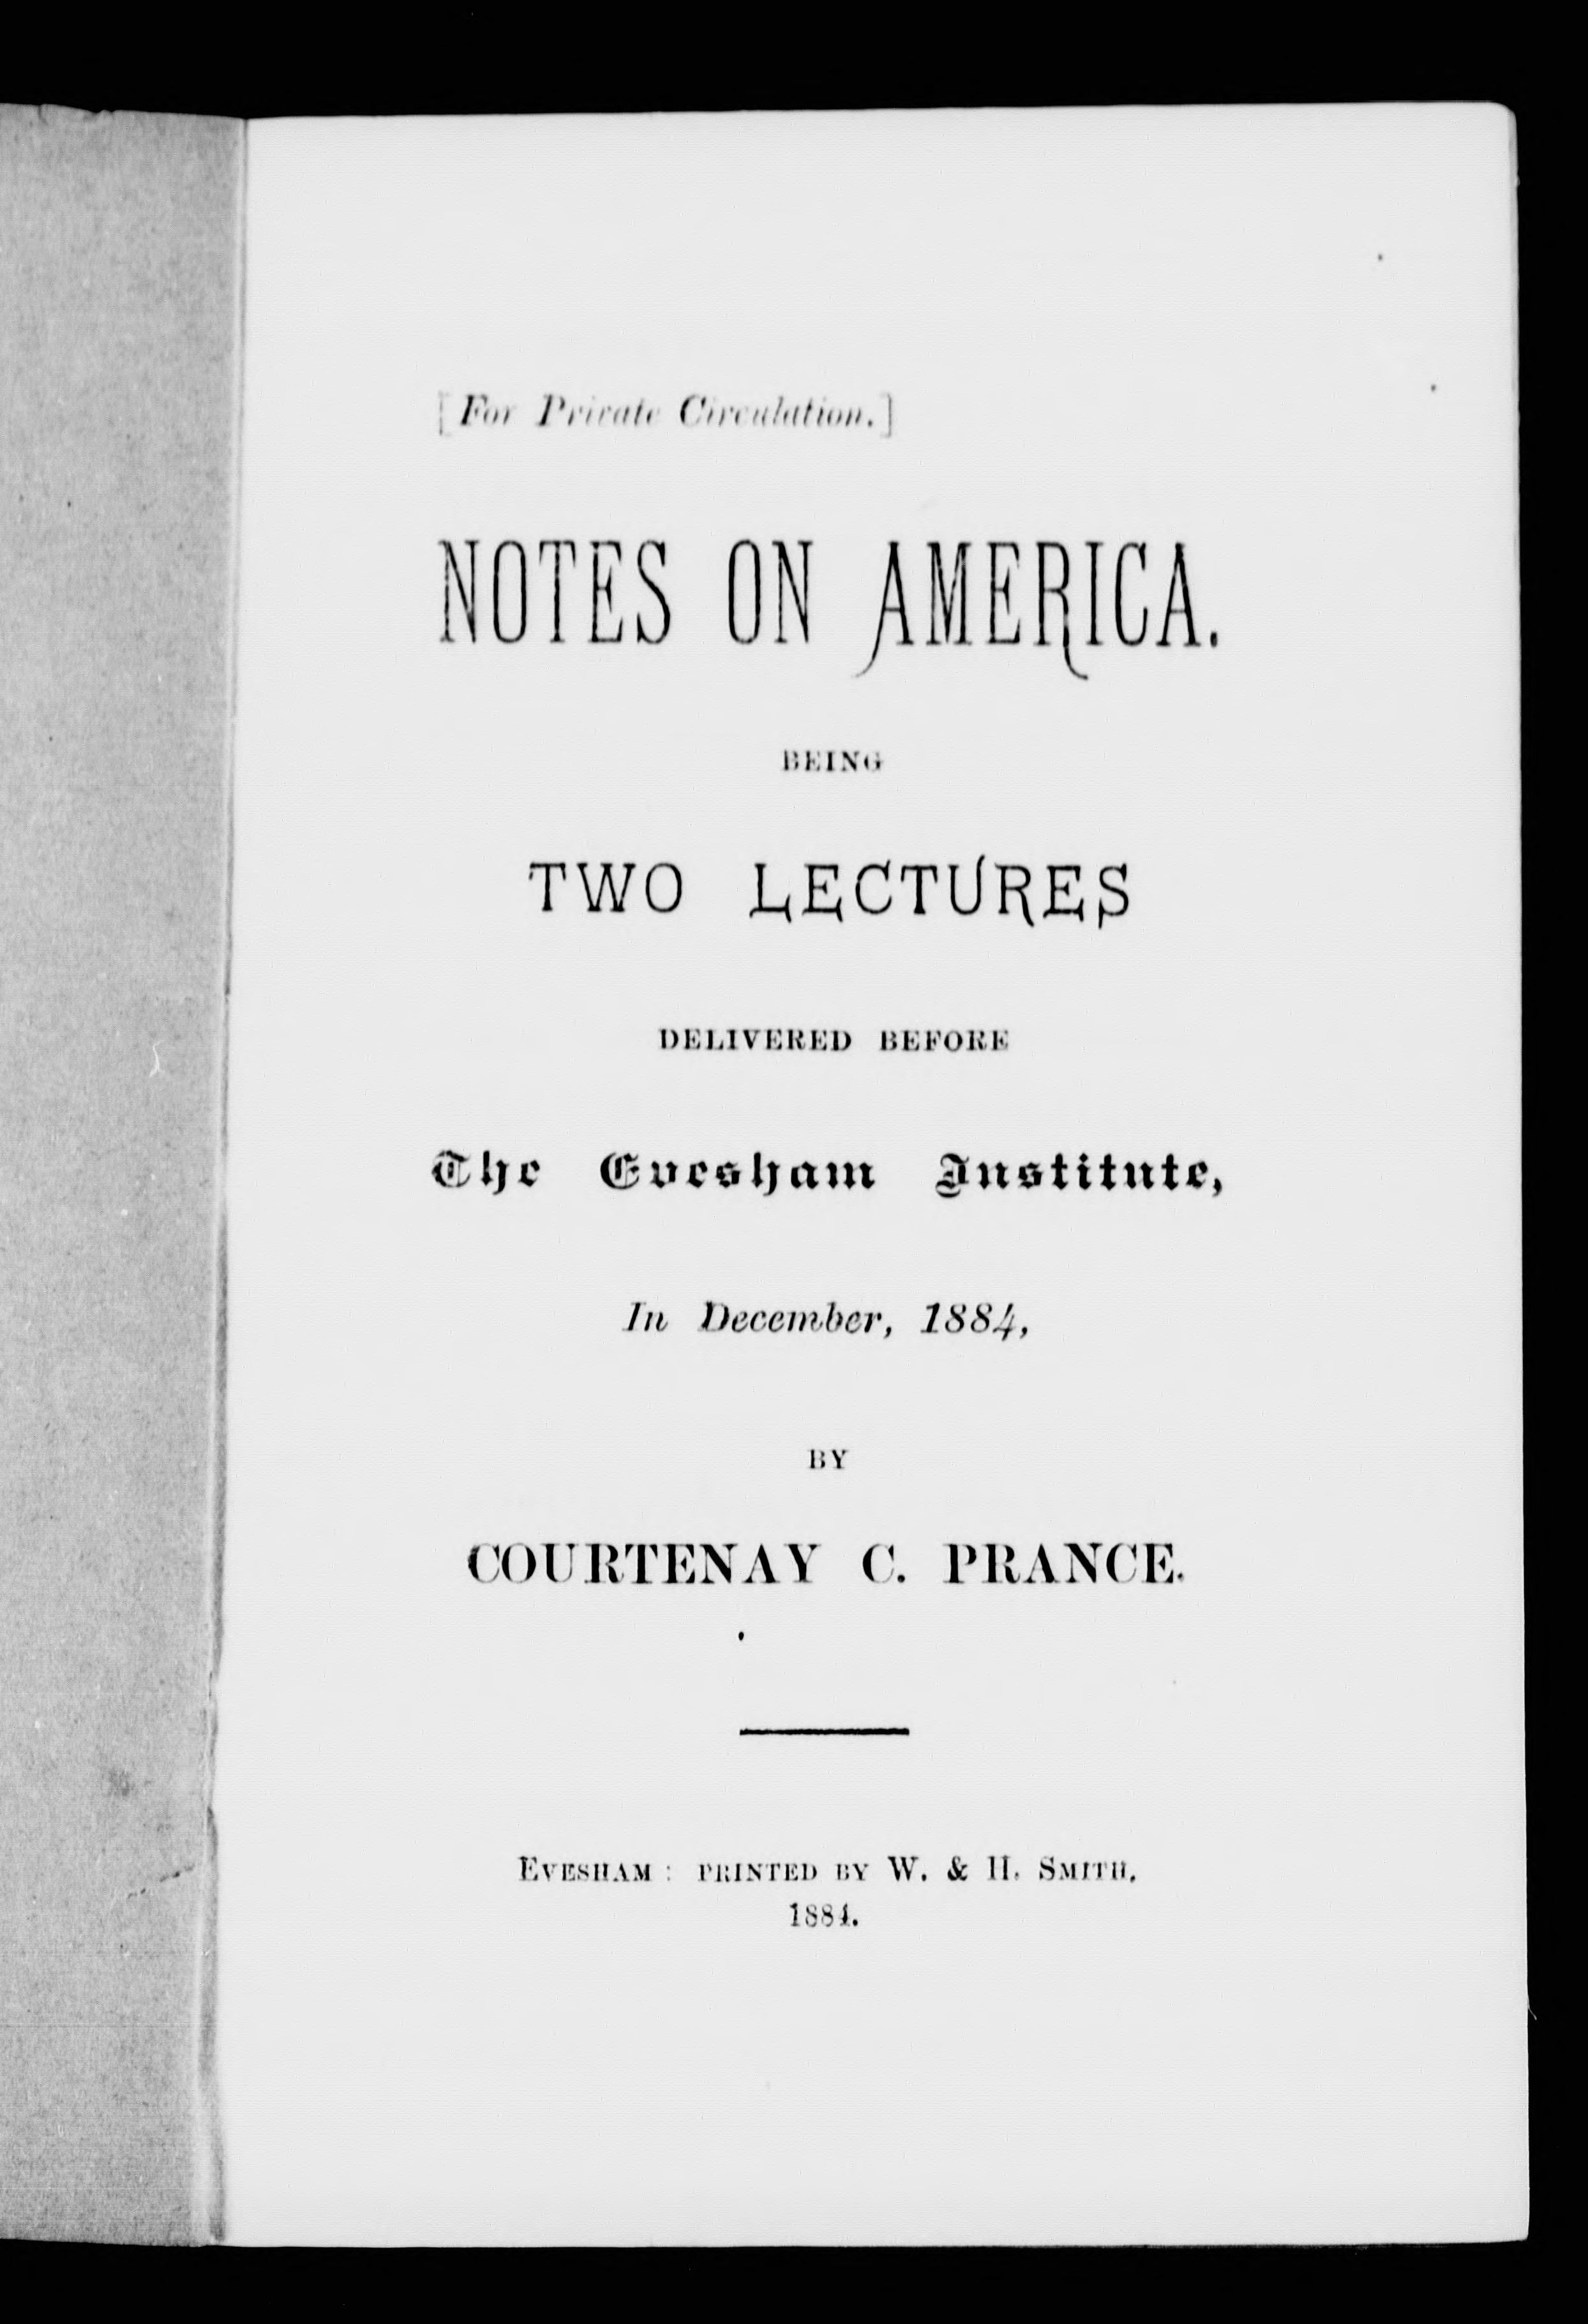 [For Private Circulation.]
NOTES ON AMERICA.
BEING
TWO LECTURES
DELIVERED BEFORE
The Evesham Institute,
In December, 1884,
BY
COURTENAY C. PRANCE.
EVESHAM: PRINTED BY W. & H. SMITH.
1884.